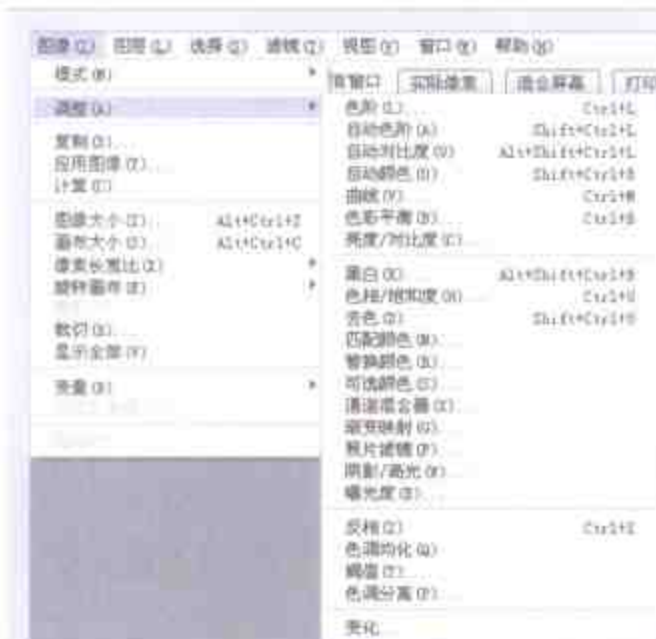 图像(I) 图层(L) 选择(S) 滤镜(T) 视图(V) 窗口(W) 帮助(H)
模式(M)
调整(A)
复制(D)...
应用图像(Y)...
计算(C)...
图像大小(I)... Alt+Ctrl+I
画布大小(S)... Alt+Ctrl+C
像素长宽比(X)
旋转画布(E)
裁切(R)...
显示全部(V)
变量(B)
实际像素 适合屏幕 打印
色阶(L)... Ctrl+L
自动色阶(A) Shift+Ctrl+L
自动对比度(U) Alt+Shift+Ctrl+L
自动颜色(O) Shift+Ctrl+B
曲线(V)... Ctrl+M
色彩平衡(B)... Ctrl+B
亮度/对比度(C)...
黑白(K)... Alt+Shift+Ctrl+B
色相/饱和度(H)... Ctrl+U
去色(D) Shift+Ctrl+U
匹配颜色(M)...
替换颜色(R)...
可选颜色(S)...
通道混合器(X)...
渐变映射(G)...
照片滤镜(F)...
阴影/高光(W)...
曝光度(E)...
反相(I) Ctrl+I
色调均化(Q)
阈值(T)...
色调分离(P)...
变化...